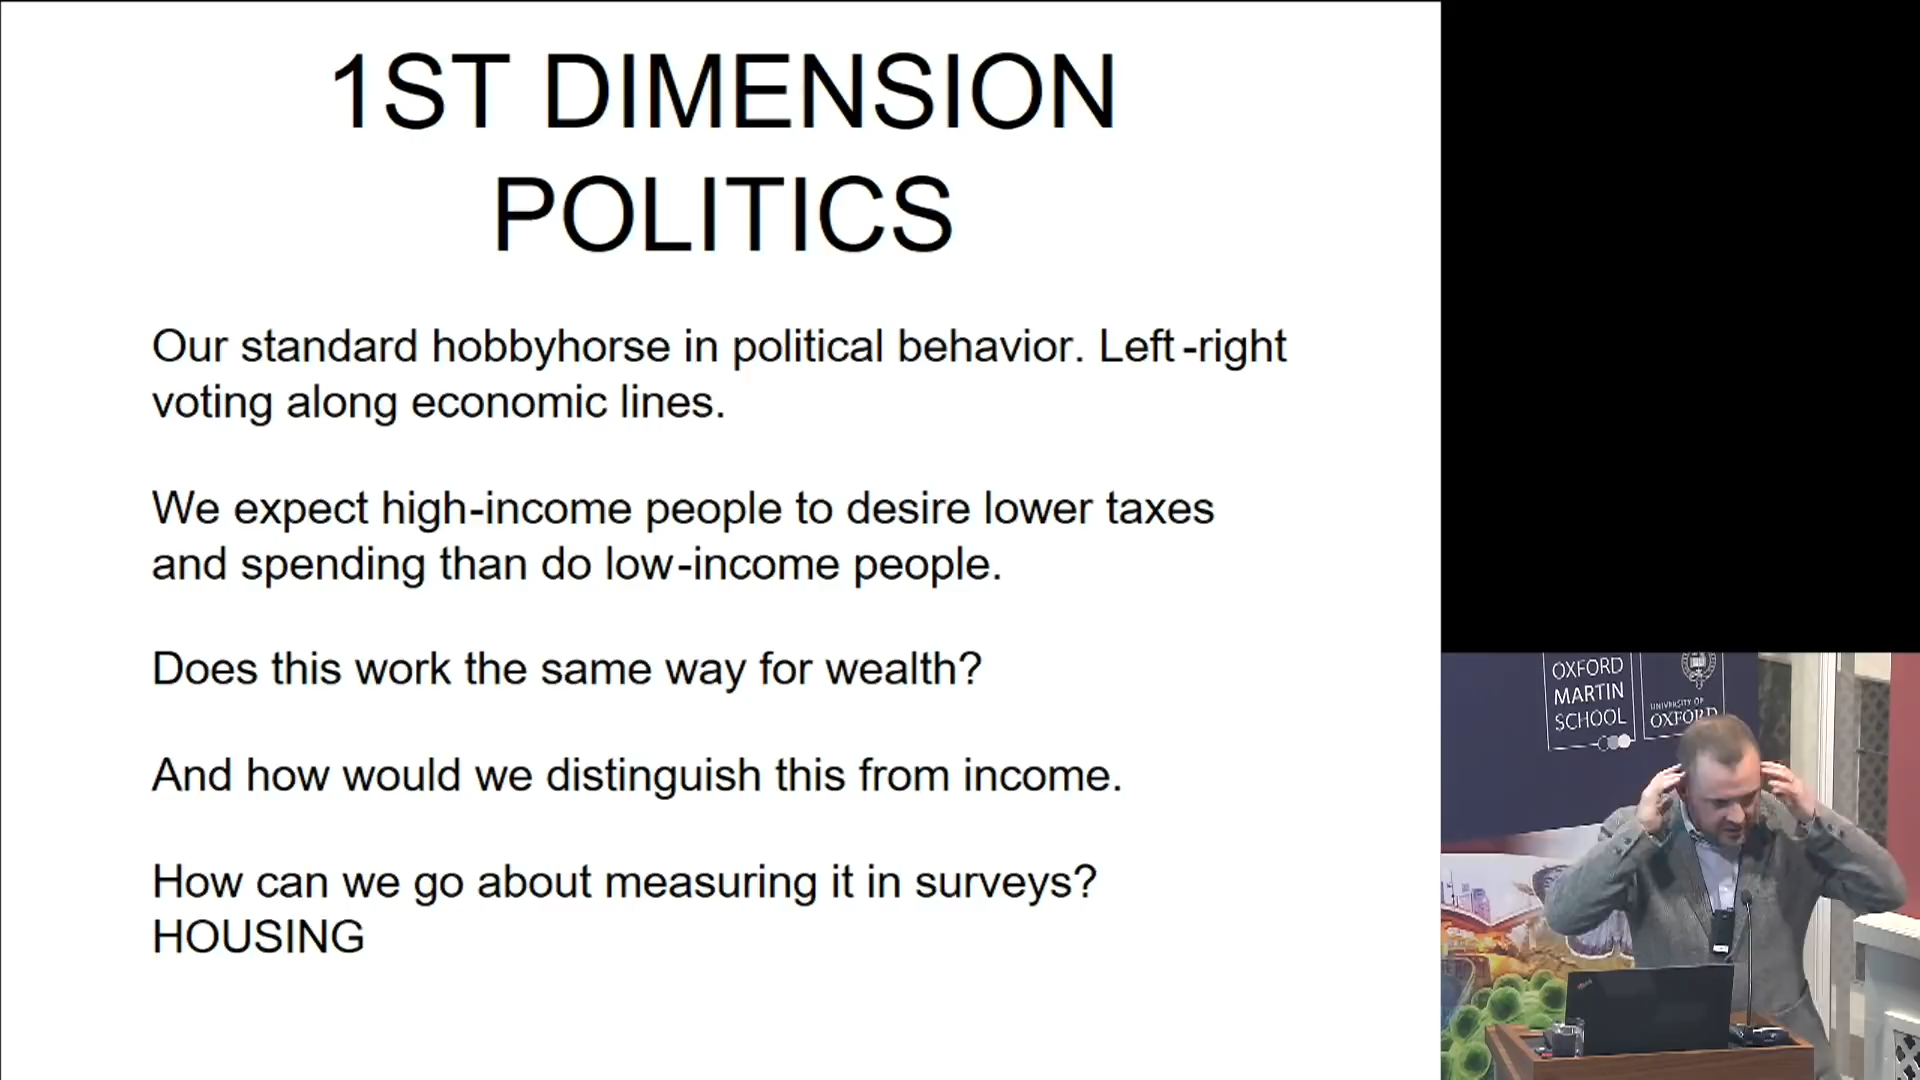 1ST DIMENSION
POLITICS
Our standard hobbyhorse in political behavior. Left-right
voting along economic lines.
We expect high-income people to desire lower taxes
and spending than do low-income people.
Does this work the same way for wealth?
And how would we distinguish this from income.
How can we go about measuring it in surveys?
HOUSING
OXFORD
MARTIN
SCHOOL
UNIVERSITY OF
OXFORD